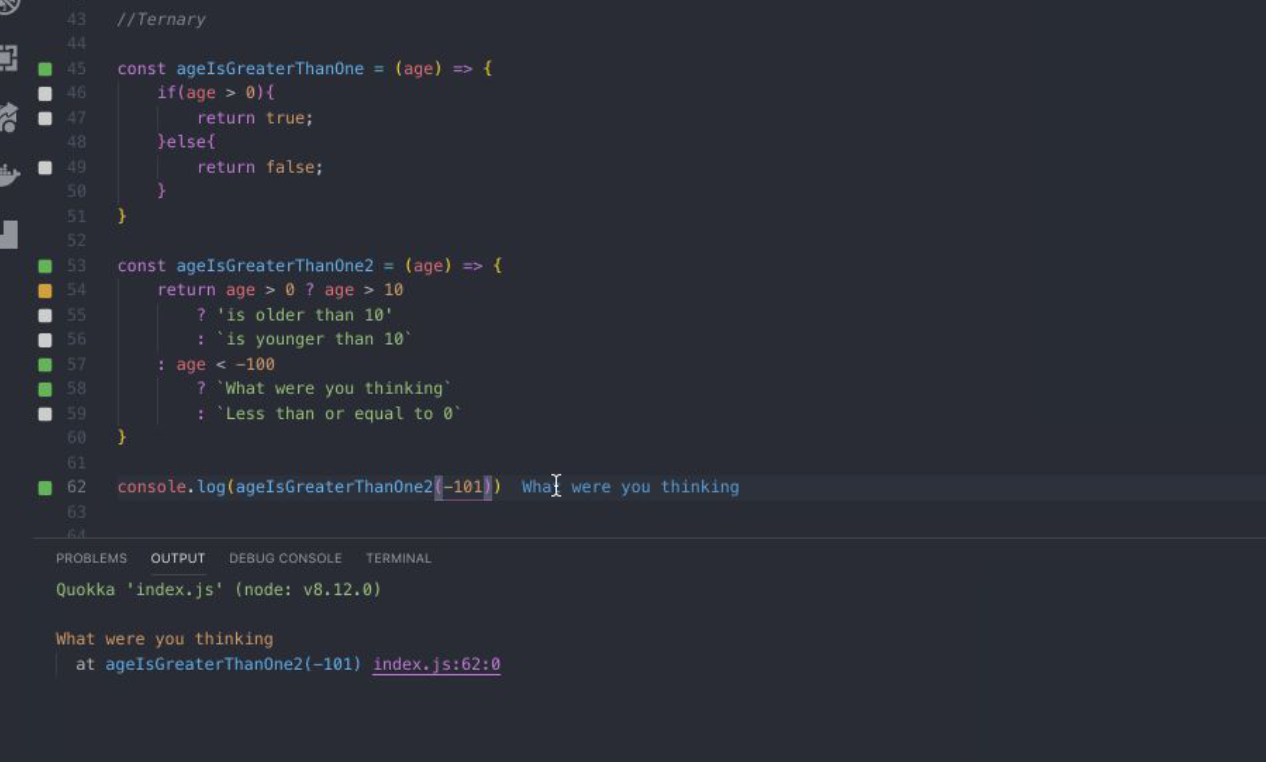 43 //Ternary
44
45 const ageIsGreaterThanOne = (age) => {
46     if(age > 0){
47         return true;
48     }else{
49         return false;
50     }
51 }
52
53 const ageIsGreaterThanOne2 = (age) => {
54     return age > 0 ? age > 10
55         ? 'is older than 10'
56         : `is younger than 10`
57     : age < -100
58         ? `What were you thinking`
59         : `Less than or equal to 0`
60 }
61
62 console.log(ageIsGreaterThanOne2(-101)) What were you thinking
63
64
PROBLEMS OUTPUT DEBUG CONSOLE TERMINAL
Quokka 'index.js' (node: v8.12.0)
What were you thinking
at ageIsGreaterThanOne2(-101) index.js:62:0